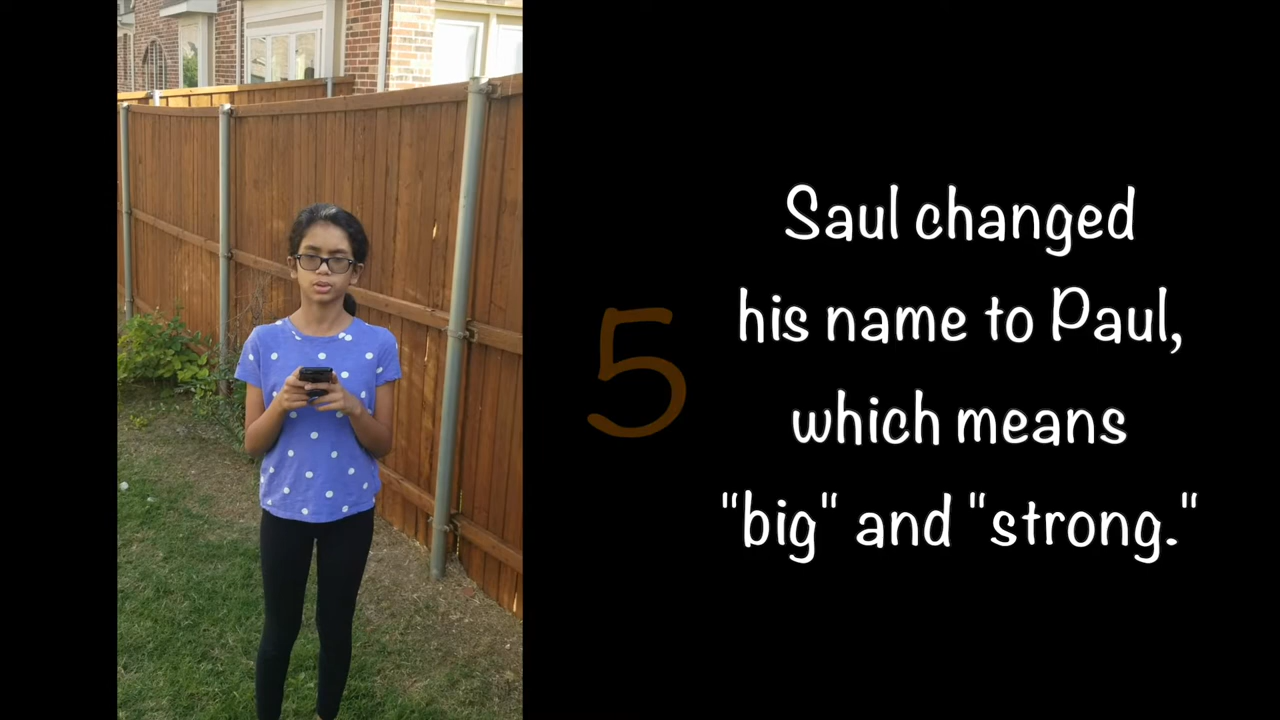 5
Saul changed
his name to Paul,
which means
"big" and "strong."